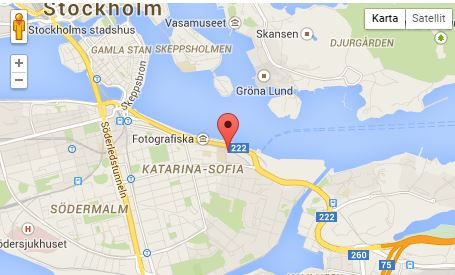 Stockholm
Vasamuseet
Karta
Satellit
Stockholms stadshus
Skansen
GAMLA STAN
SKEPPSHOLMEN
DJURGÅRDEN
Skeppsbron
Gröna Lund
Söderledstunneln
Fotografiska
222
KATARINA-SOFIA
SÖDERMALM
222
H
ödersjukhuset
260
75